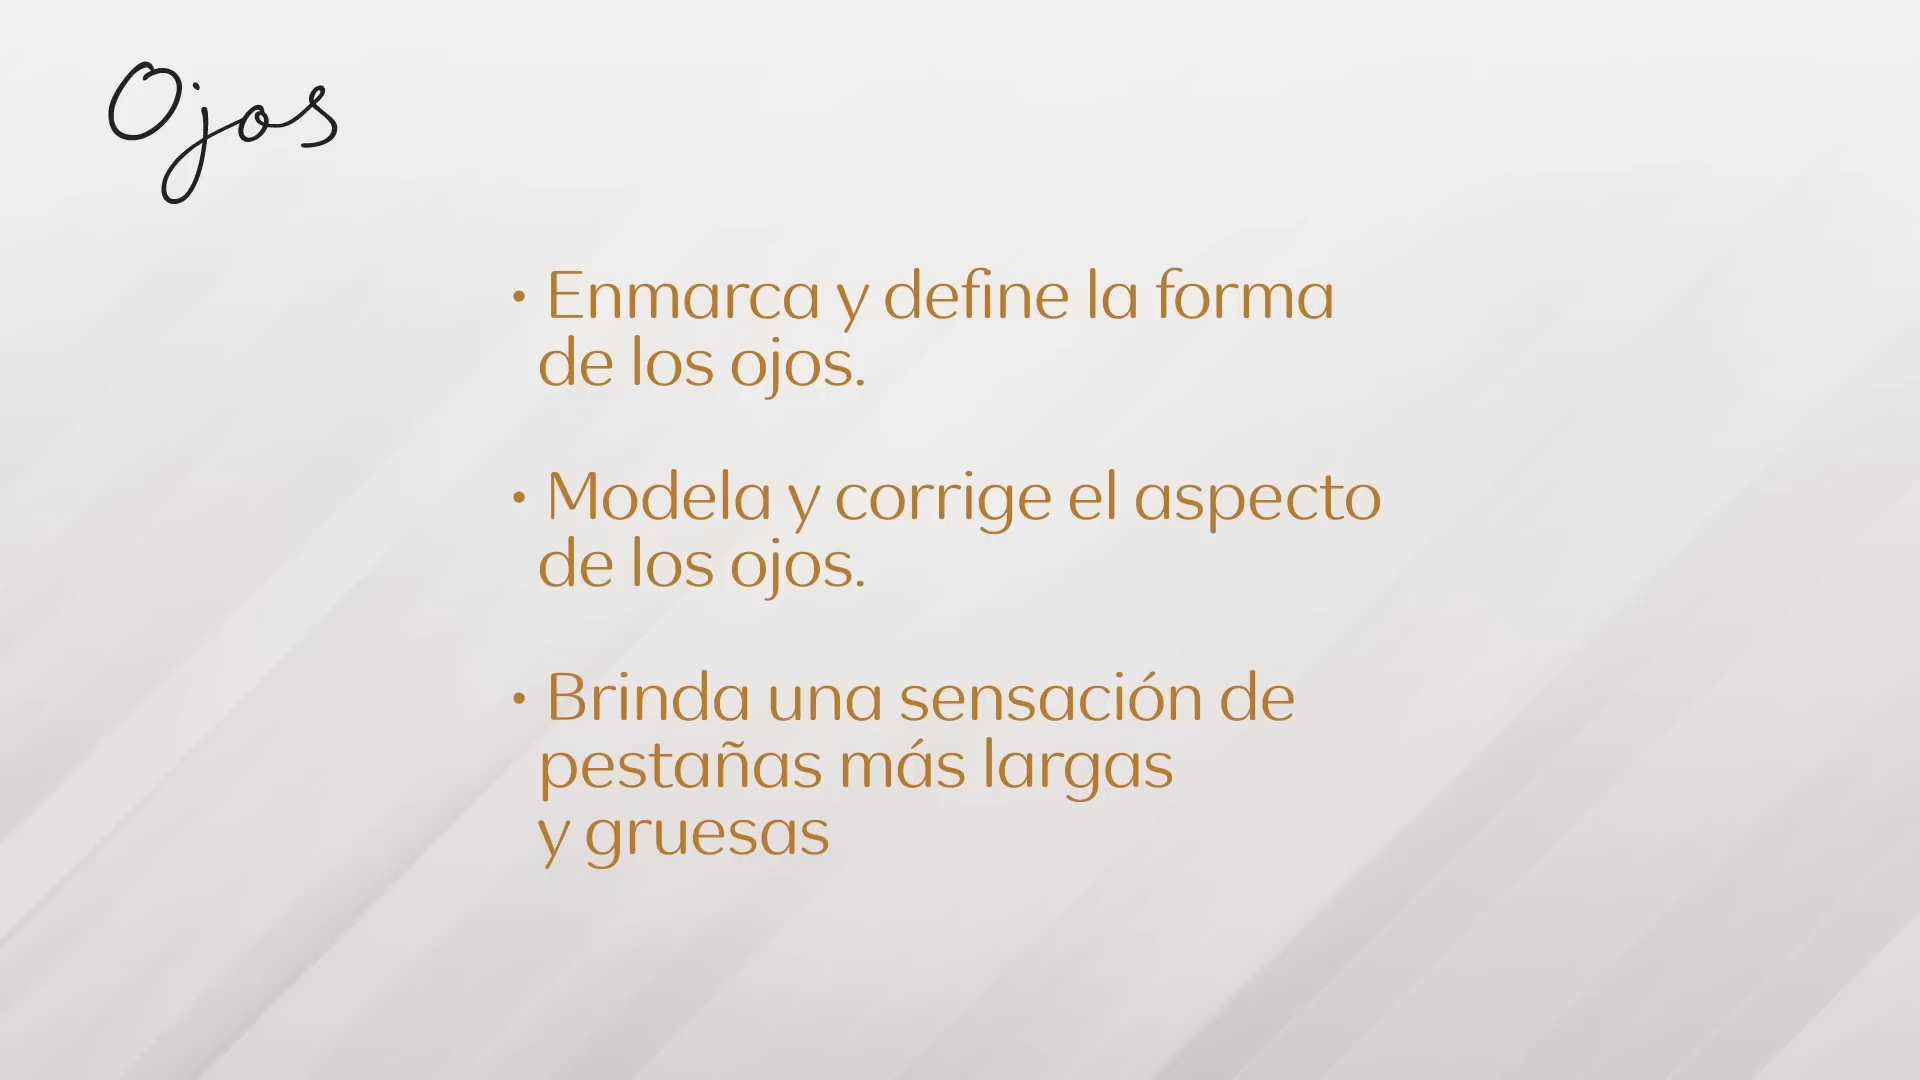 Ojos
• Enmarca y define la forma
de los ojos.
• Modela y corrige el aspecto
de los ojos.
• Brinda una sensación de
pestañas más largas
y gruesas